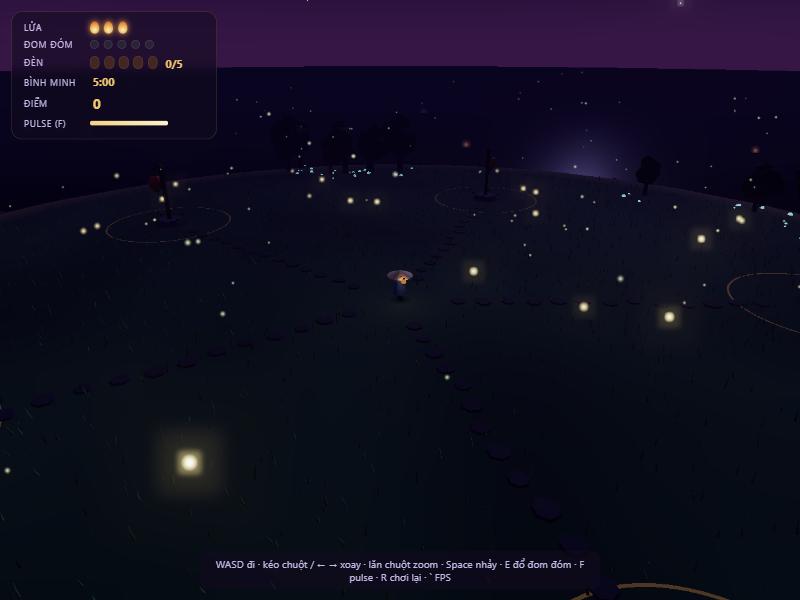 LỬA
ĐOM ĐÓM
ĐÈN 0/5
BÌNH MINH 5:00
ĐIỂM 0
PULSE (F)
WASD đi · kéo chuột / ← → xoay · lăn chuột zoom · Space nhảy · E đổ đom đóm · F
pulse · R chơi lại · ` FPS